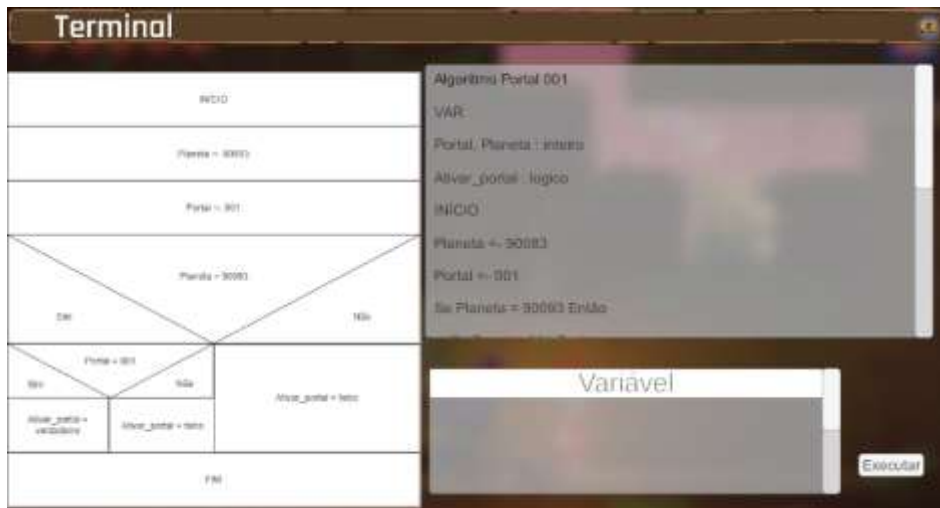 Terminal
INÍCIO
Planeta = 90083
Portal = 001
Planeta = 90083
Sim
Não
Portal = 001
Sim
Não
Ativar_portal =
verdadeiro
Ativar_portal = falso
Ativar_portal = falso
FIM
Algoritmo Portal 001
VAR
Portal, Planeta : inteiro
Ativar_portal : logico
INÍCIO
Planeta <- 90083
Portal <- 001
Se Planeta = 90083 Então
Variável
Executar